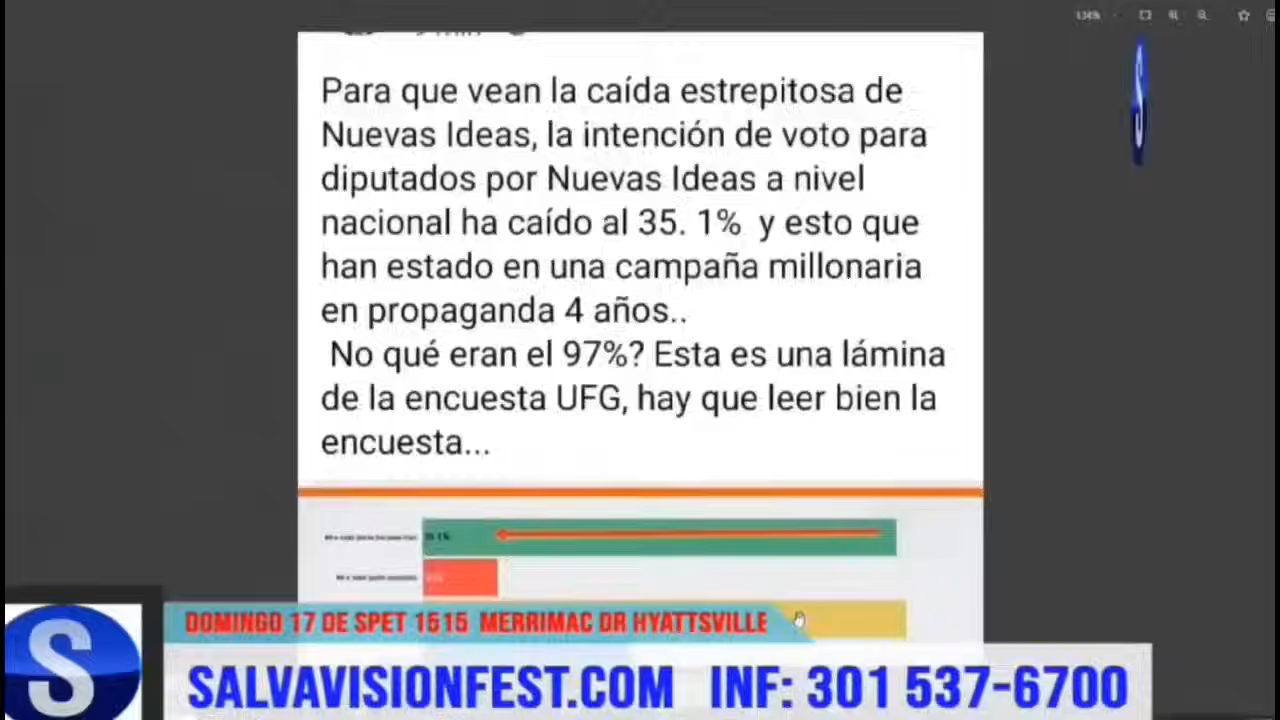 Para que vean la caída estrepitosa de
Nuevas Ideas, la intención de voto para
diputados por Nuevas Ideas a nivel
nacional ha caído al 35. 1%  y esto que
han estado en una campaña millonaria
en propaganda 4 años..
No qué eran el 97%? Esta es una lámina
de la encuesta UFG, hay que leer bien la
encuesta...
S
DOMINGO 17 DE SPET 1515 MERRIMAC DR HYATTSVILLE
S
SALVAVISIONFEST.COM INF: 301 537-6700